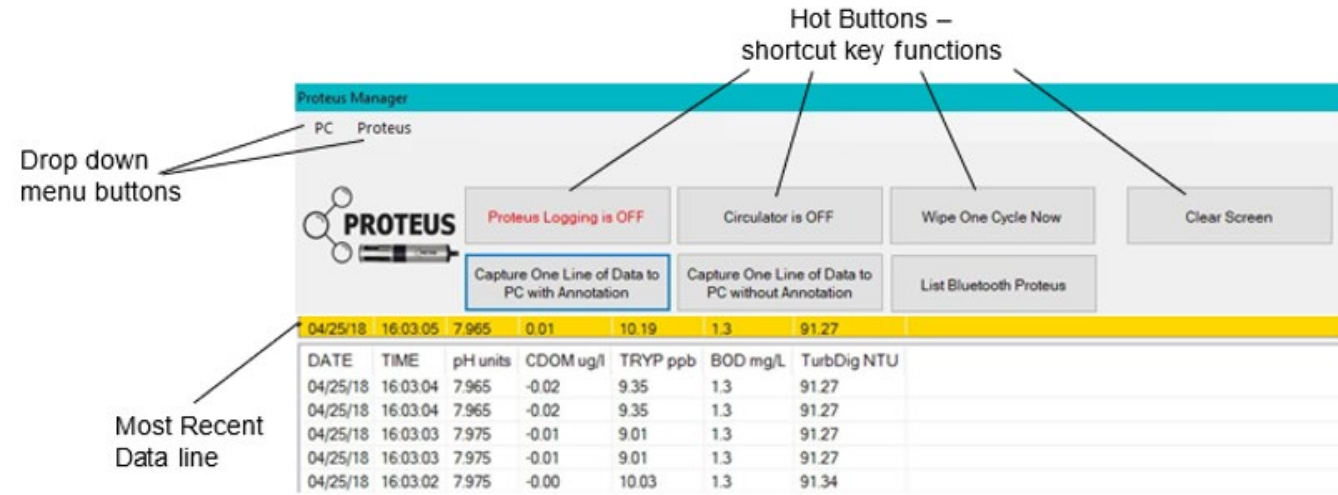 Hot Buttons –
shortcut key functions
Proteus Manager
PC Proteus
Drop down
menu buttons
PROTEUS
Proteus Logging is OFF
Circulator is OFF
Wipe One Cycle Now
Clear Screen
Capture One Line of Data to
PC with Annotation
Capture One Line of Data to
PC without Annotation
List Bluetooth Proteus
04/25/18 16:03:05 7.965 0.01 10.19 1.3 91.27
DATE TIME pH units CDOM ug/l TRYP ppb BOD mg/L TurbDig NTU
04/25/18 16:03:04 7.965 -0.02 9.35 1.3 91.27
04/25/18 16:03:04 7.965 -0.02 9.35 1.3 91.27
04/25/18 16:03:03 7.975 -0.01 9.01 1.3 91.27
04/25/18 16:03:03 7.975 -0.01 9.01 1.3 91.27
04/25/18 16:03:02 7.975 -0.00 10.03 1.3 91.34
Most Recent
Data line